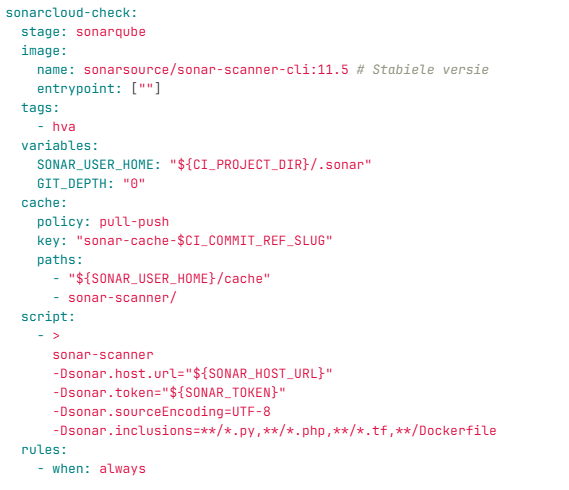 sonarcloud-check:
  stage: sonarqube
  image:
    name: sonarsource/sonar-scanner-cli:11.5 # Stabiele versie
    entrypoint: [""]
  tags:
    - hva
  variables:
    SONAR_USER_HOME: "${CI_PROJECT_DIR}/.sonar"
    GIT_DEPTH: "0"
  cache:
    policy: pull-push
    key: "sonar-cache-$CI_COMMIT_REF_SLUG"
    paths:
      - "${SONAR_USER_HOME}/cache"
      - sonar-scanner/
  script:
    - >
      sonar-scanner
      -Dsonar.host.url="${SONAR_HOST_URL}"
      -Dsonar.token="${SONAR_TOKEN}"
      -Dsonar.sourceEncoding=UTF-8
      -Dsonar.inclusions=**/*.py,**/*.php,**/*.tf,**/Dockerfile
  rules:
    - when: always